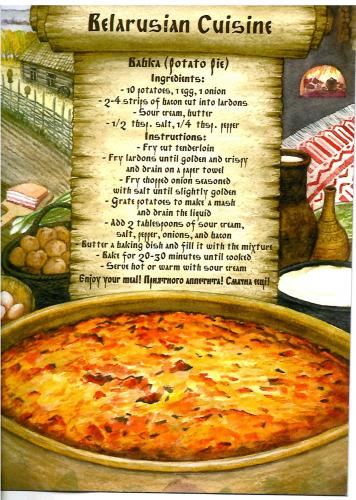 Belarusian Cuisine
Babka (Potato Pie)
Ingredients:
- 10 potatoes, 1 egg, 1 onion
- 2-4 strips of bacon cut into lardons
- Sour cream, butter
- 1/2 tbsp. salt, 1/4 tbsp. pepper
Instructions:
- Fry cut tenderloin
- Fry lardons until golden and crispy
and drain on a paper towel
- Fry chopped onion seasoned
with salt until slightly golden
- Grate potatoes to make a mash
and drain the liquid
- Add 2 tablespoons of sour cream,
salt, pepper, onions, and bacon
Butter a baking dish and fill it with the mixture
- Bake for 20-30 minutes until cooked
- Serve hot or warm with sour cream
Enjoy your meal! Приятного аппетита! Смачна есці!